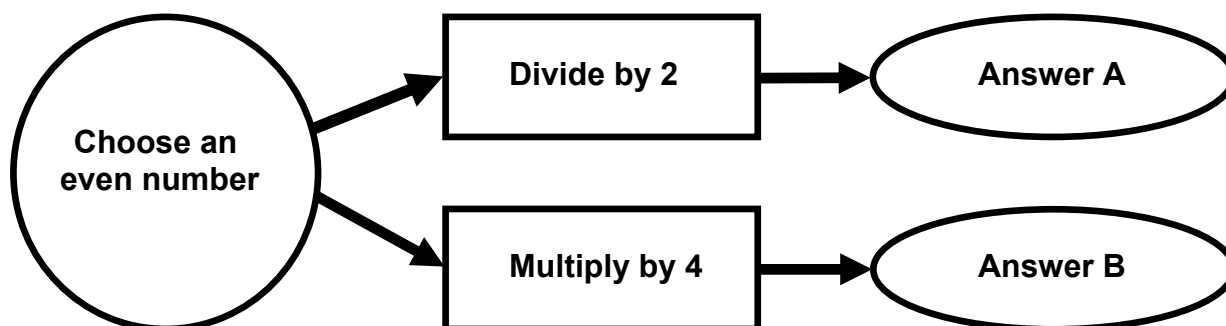 Choose an
even number
Divide by 2
Answer A
Multiply by 4
Answer B